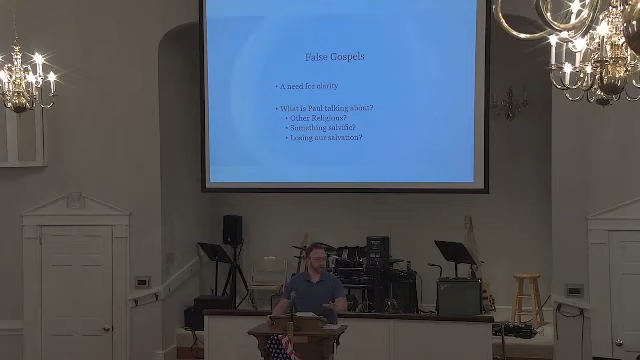 False Gospels
• A need for clarity
• What is Paul talking about?
• Other Religions?
• Something salvific?
• Losing our salvation?